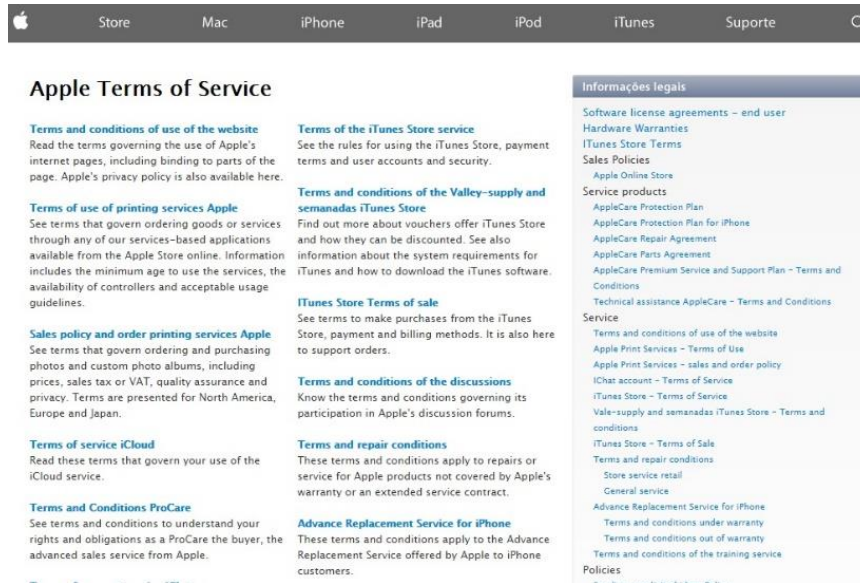 Store Mac iPhone iPad iPod iTunes Suporte
Apple Terms of Service
Terms and conditions of use of the website
Read the terms governing the use of Apple's
internet pages, including binding to parts of the
page. Apple's privacy policy is also available here.
Terms of use of printing services Apple
See terms that govern ordering goods or services
through any of our services-based applications
available from the Apple Store online. Information
includes the minimum age to use the services, the
availability of controllers and acceptable usage
guidelines.
Sales policy and order printing services Apple
See terms that govern ordering and purchasing
photos and custom photo albums, including
prices, sales tax or VAT, quality assurance and
privacy. Terms are presented for North America,
Europe and Japan.
Terms of service iCloud
Read these terms that govern your use of the
iCloud service.
Terms and Conditions ProCare
See terms and conditions to understand your
rights and obligations as a ProCare the buyer, the
advanced sales service from Apple.
Terms of the iTunes Store service
See the rules for using the iTunes Store, payment
terms and user accounts and security.
Terms and conditions of the Valley-supply and
semanadas iTunes Store
Find out more about vouchers offer iTunes Store
and how they can be discounted. See also
information about the system requirements for
iTunes and how to download the iTunes software.
ITunes Store Terms of sale
See terms to make purchases from the iTunes
Store, payment and billing methods. It is also here
to support orders.
Terms and conditions of the discussions
Know the terms and conditions governing its
participation in Apple's discussion forums.
Terms and repair conditions
These terms and conditions apply to repairs or
service for Apple products not covered by Apple's
warranty or an extended service contract.
Advance Replacement Service for iPhone
These terms and conditions apply to the Advance
Replacement Service offered by Apple to iPhone
customers.
Informações legais
Software license agreements – end user
Hardware Warranties
ITunes Store Terms
Sales Policies
Apple Online Store
Service products
AppleCare Protection Plan
AppleCare Protection Plan for iPhone
AppleCare Repair Agreement
AppleCare Parts Agreement
AppleCare Premium Service and Support Plan – Terms and
Conditions
Technical assistance AppleCare – Terms and Conditions
Service
Terms and conditions of use of the website
Apple Print Services – Terms of Use
Apple Print Services – sales and order policy
IChat account – Terms of Service
iTunes Store – Terms of Service
Vale-supply and semanadas iTunes Store – Terms and
conditions
iTunes Store – Terms of Sale
Terms and repair conditions
Store service retail
General service
Advance Replacement Service for iPhone
Terms and conditions under warranty
Terms and conditions out of warranty
Terms and conditions of the training service
Policies